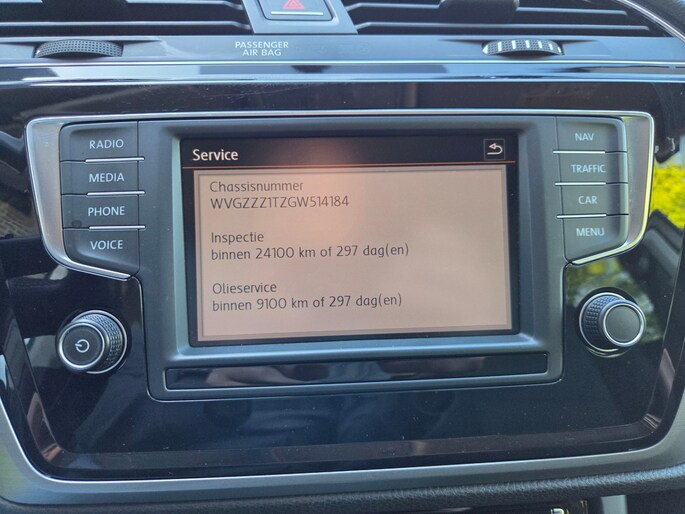 PASSENGER
AIR BAG
RADIO
MEDIA
PHONE
VOICE
Service
Chassisnummer
WVGZZZ1TZGW514184
Inspectie
binnen 24100 km of 297 dag(en)
Olieservice
binnen 9100 km of 297 dag(en)
NAV
TRAFFIC
CAR
MENU